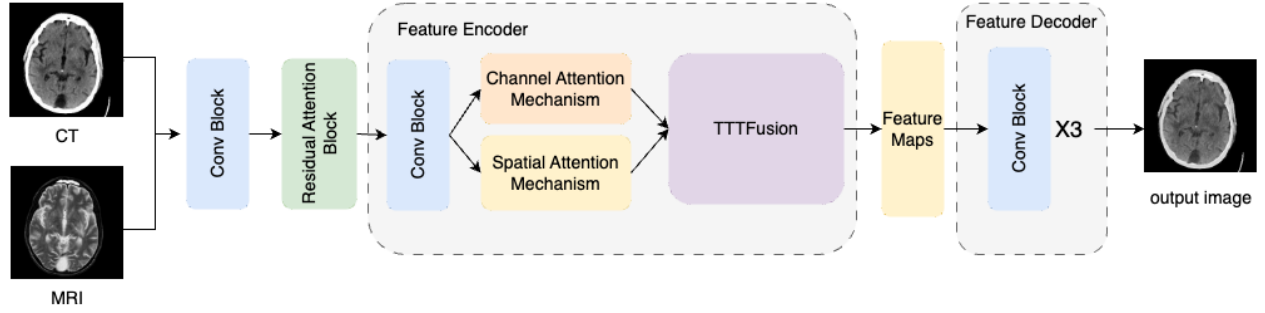 CT
MRI
Conv Block
Residual Attention
Block
Feature Encoder
Conv Block
Channel Attention
Mechanism
Spatial Attention
Mechanism
TTTFusion
Feature
Maps
Feature Decoder
Conv Block
X3
output image